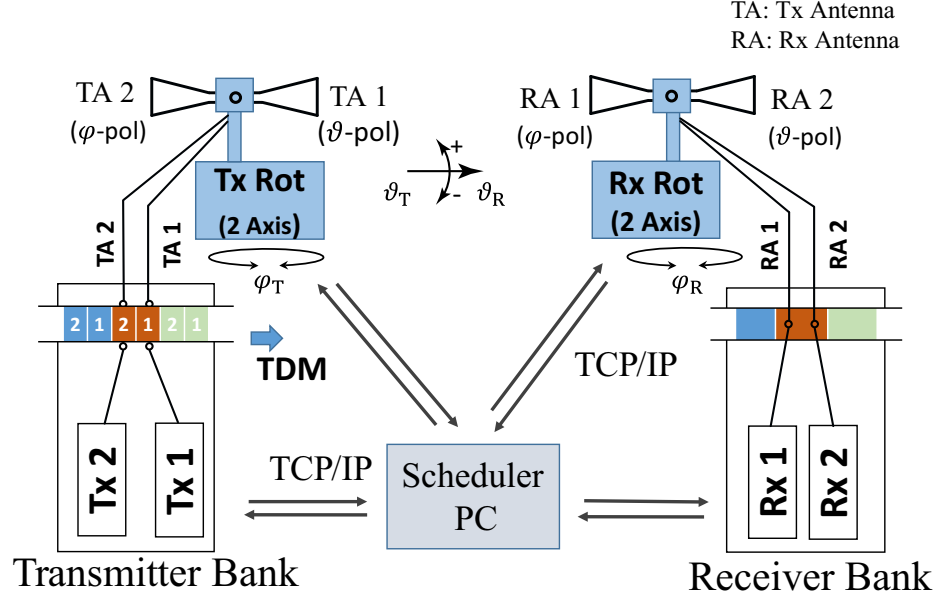 TA: Tx Antenna
RA: Rx Antenna
TA 2
(φ-pol)
TA 1
(ϑ-pol)
RA 1
(φ-pol)
RA 2
(ϑ-pol)
Tx Rot
(2 Axis)
+
-
ϑT
ϑR
Rx Rot
(2 Axis)
TA 2
TA 1
φT
RA 1
RA 2
φR
2 1 2 1 2 1
TDM
TCP/IP
Tx 2
Tx 1
TCP/IP
Scheduler
PC
Rx 1
Rx 2
Transmitter Bank
Receiver Bank